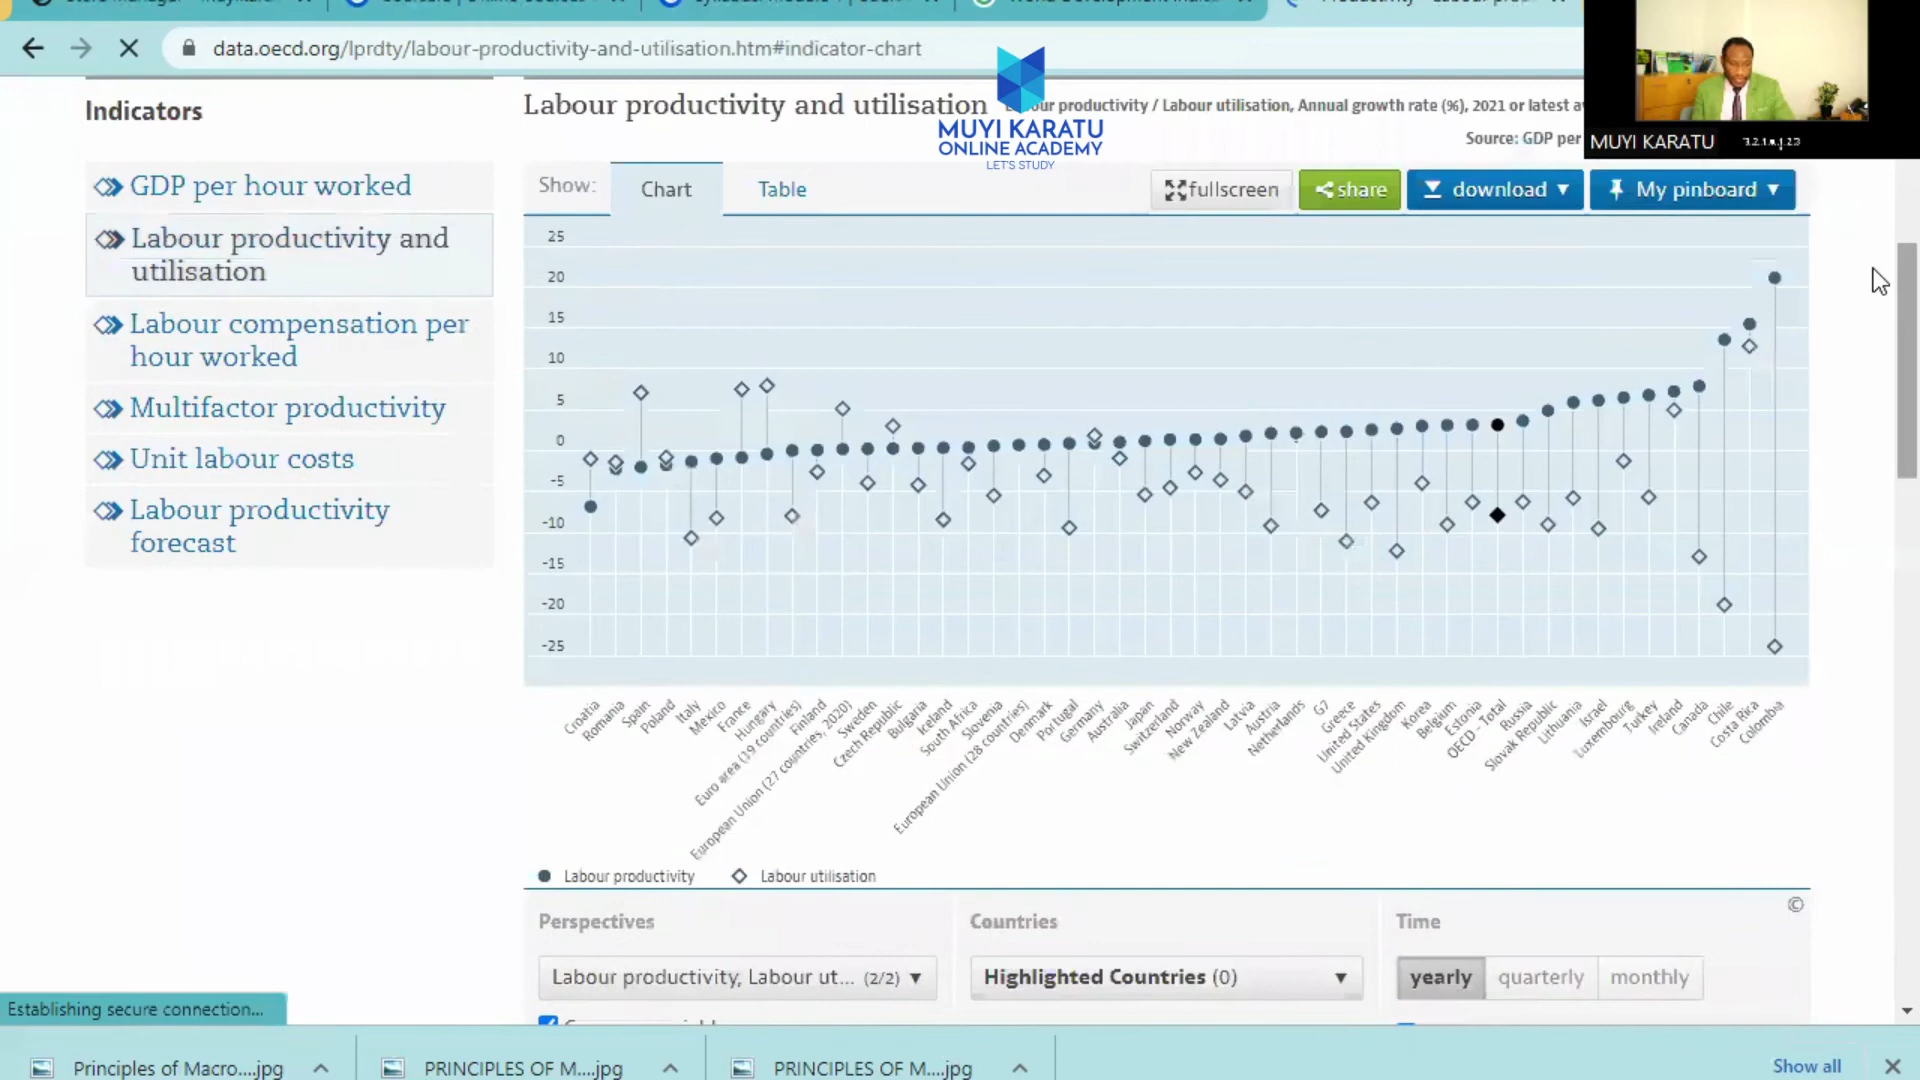 data.oecd.org/lprdty/labour-productivity-and-utilisation.htm#indicator-chart
MUYI KARATU
Indicators
GDP per hour worked
Labour productivity and
utilisation
Labour compensation per
hour worked
Multifactor productivity
Unit labour costs
Labour productivity
forecast
Labour productivity and utilisation
our productivity / Labour utilisation, Annual growth rate (%), 2021 or latest
Source: GDP per
MUYI KARATU
ONLINE ACADEMY
LET'S STUDY
Show:
Chart
Table
fullscreen
share
download
My pinboard
25
20
15
10
5
0
-5
-10
-15
-20
-25
Croatia
Romania
Spain
Poland
Italy
Mexico
France
Hungary
Euro area (19 countries)
Finland
European Union (27 countries, 2020)
Sweden
Czech Republic
Bulgaria
Iceland
South Africa
Slovenia
European Union (28 countries)
Denmark
Portugal
Germany
Australia
Japan
Switzerland
Norway
New Zealand
Latvia
Austria
Netherlands
G7
Greece
United States
United Kingdom
Korea
Belgium
Estonia
OECD - Total
Russia
Slovak Republic
Lithuania
Israel
Luxembourg
Turkey
Ireland
Canada
Chile
Costa Rica
Colombia
Labour productivity
Labour utilisation
©
Perspectives
Countries
Time
Labour productivity, Labour ut... (2/2)
Highlighted Countries (0)
yearly
quarterly
monthly
Establishing secure connection...
Principles of Macro....jpg
PRINCIPLES OF M....jpg
PRINCIPLES OF M....jpg
Show all